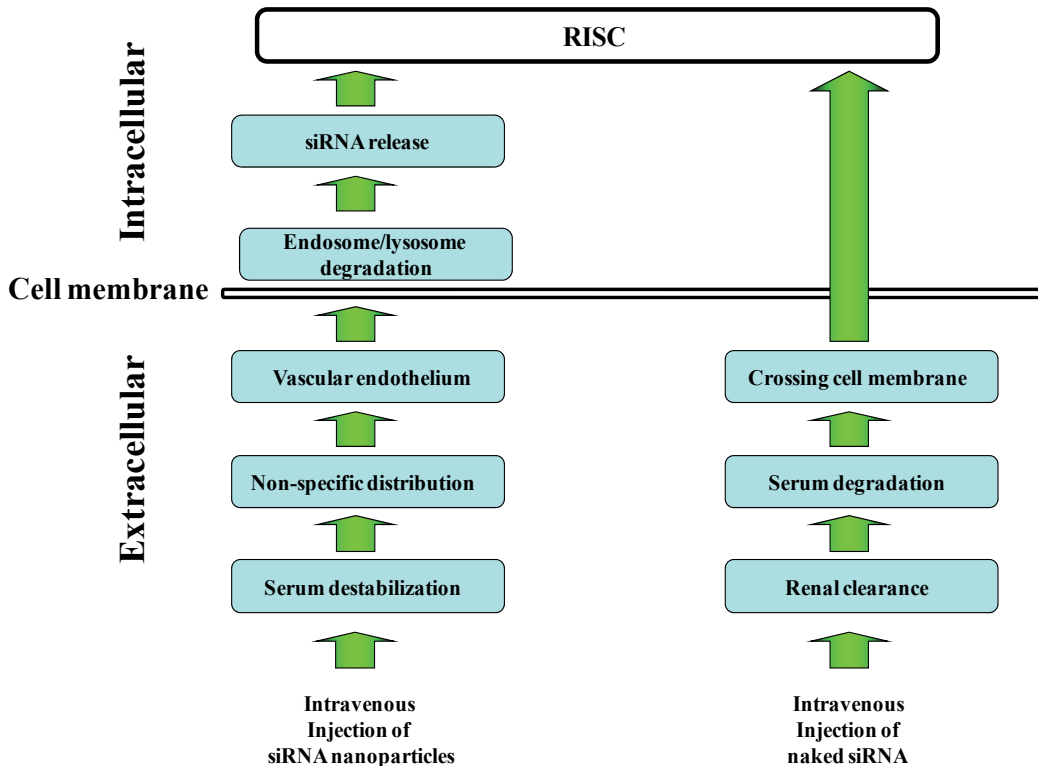 RISC
Intracellular
siRNA release
Endosome/lysosome
degradation
Cell membrane
Extracellular
Vascular endothelium
Crossing cell membrane
Non-specific distribution
Serum degradation
Serum destabilization
Renal clearance
Intravenous
Injection of
siRNA nanoparticles
Intravenous
Injection of
naked siRNA